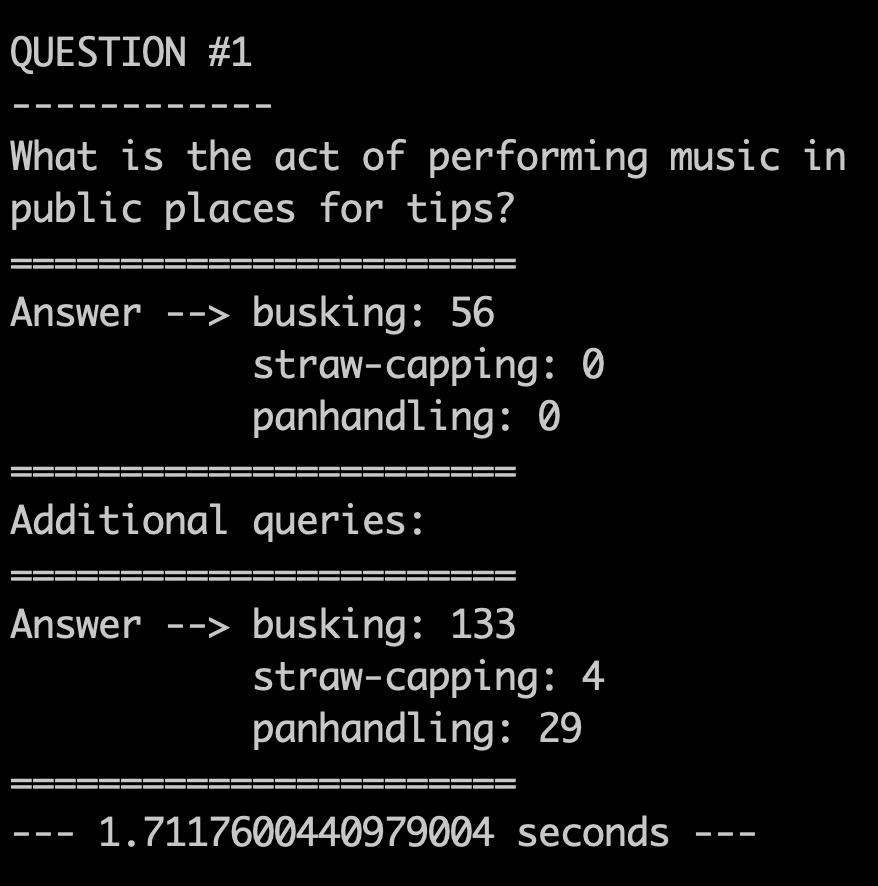 QUESTION #1
------------
What is the act of performing music in
public places for tips?
=======================
Answer --> busking: 56
straw-capping: 0
panhandling: 0
=======================
Additional queries:
=======================
Answer --> busking: 133
straw-capping: 4
panhandling: 29
=======================
--- 1.7117600440979004 seconds ---